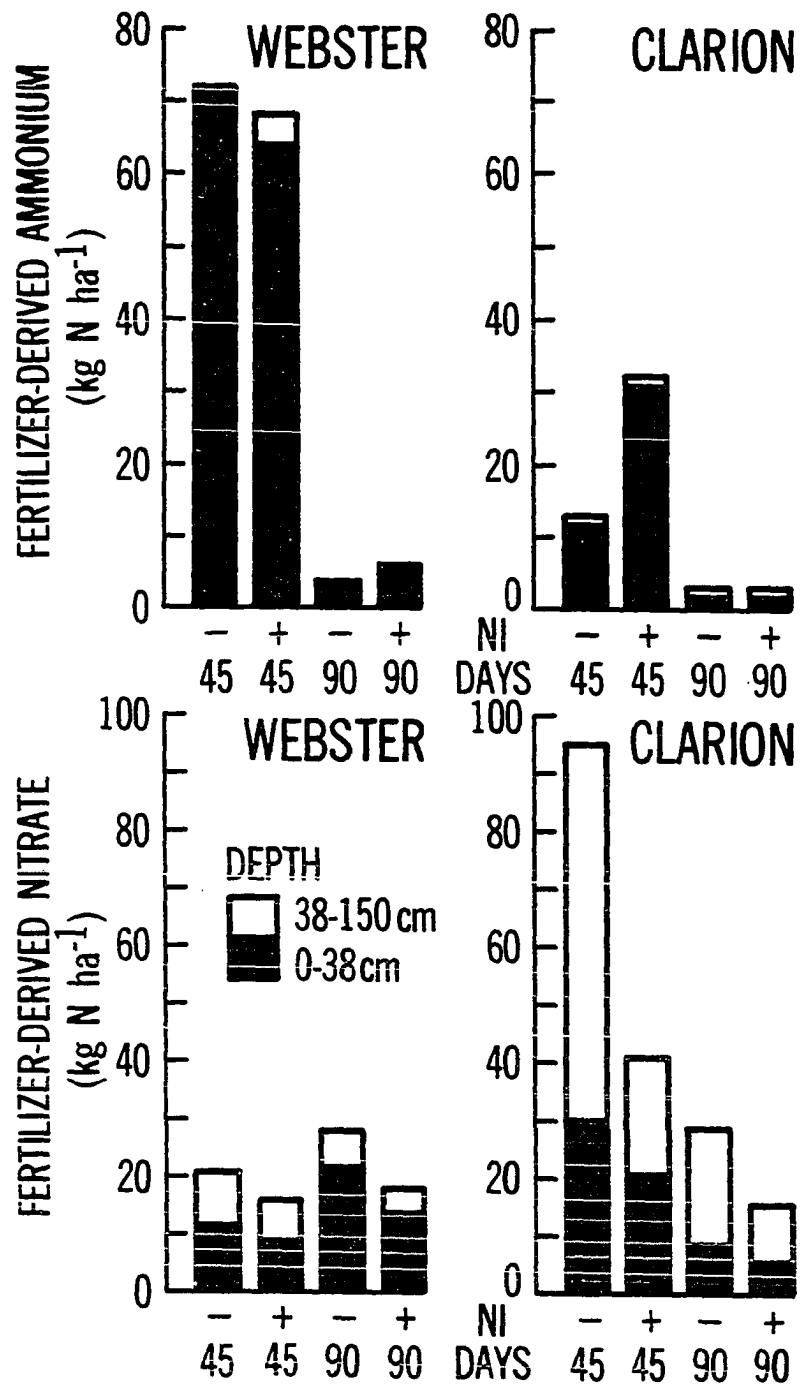 FERTILIZER-DERIVED AMMONIUM
(kg N ha⁻¹)
WEBSTER
80
60
40
20
0
− + − +
45 45 90 90
CLARION
80
60
40
20
0
NI − + − +
DAYS 45 45 90 90
FERTILIZER-DERIVED NITRATE
(kg N ha⁻¹)
WEBSTER
100
80
60
40
20
0
DEPTH
38-150 cm
0-38cm
− + − +
45 45 90 90
CLARION
100
80
60
40
20
0
NI − + − +
DAYS 45 45 90 90